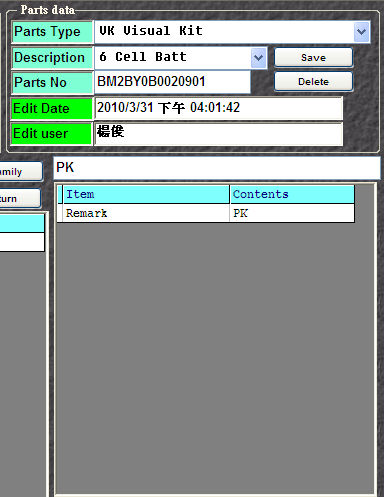 Parts data
Parts Type VK Visual Kit
Description 6 Cell Batt Save
Parts No BM2BY0B0020901 Delete
Edit Date 2010/3/31 下午 04:01:42
Edit user 楊俊
amily PK
turn
Item Contents
Remark PK